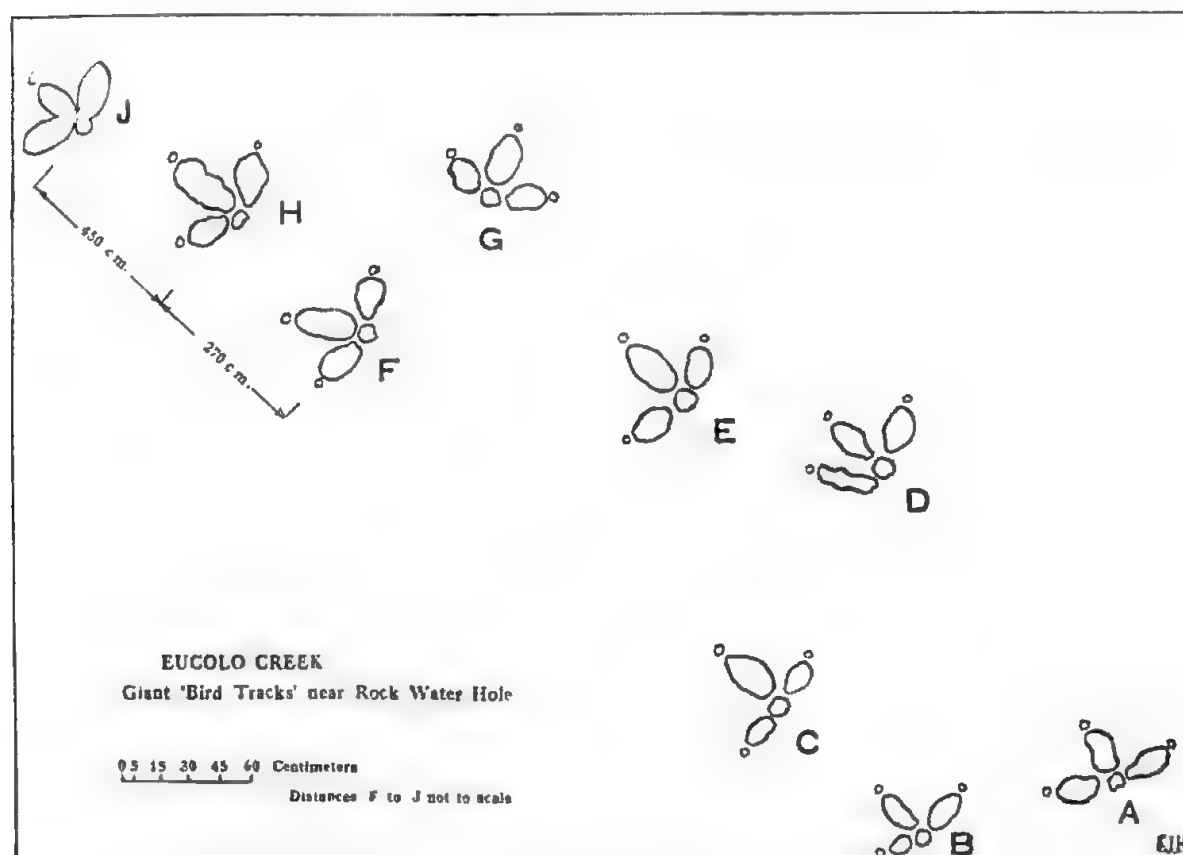 J
H
G
450 cm.
F
270 cm.
E
D
EUCOLO CREEK
Giant 'Bird Tracks' near Rock Water Hole
C
0 5 15 30 45 60 Centimeters
Distances F to J not to scale
A
B